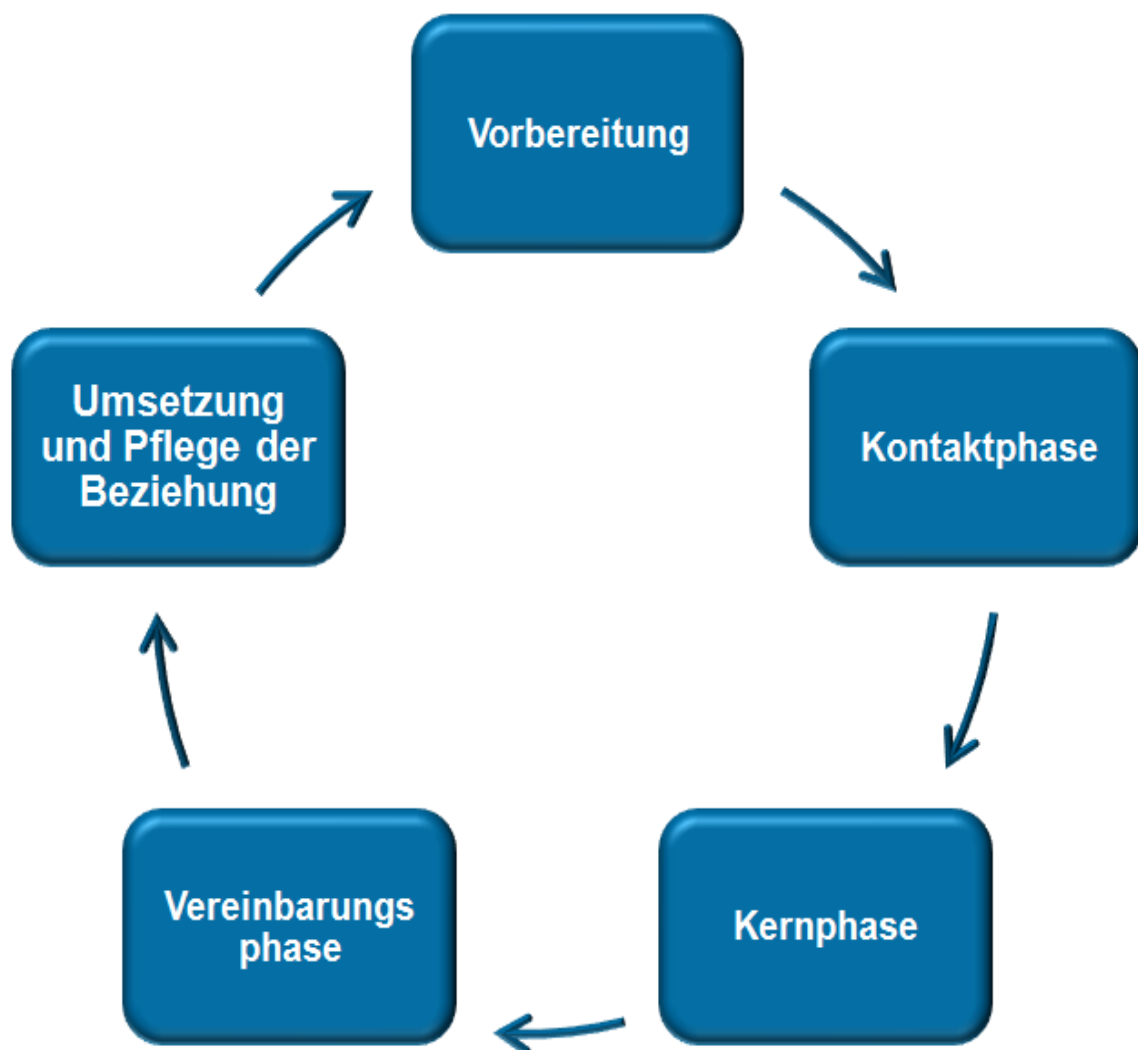 Vorbereitung
Kontaktphase
Kernphase
Vereinbarungs
phase
Umsetzung
und Pflege der
Beziehung